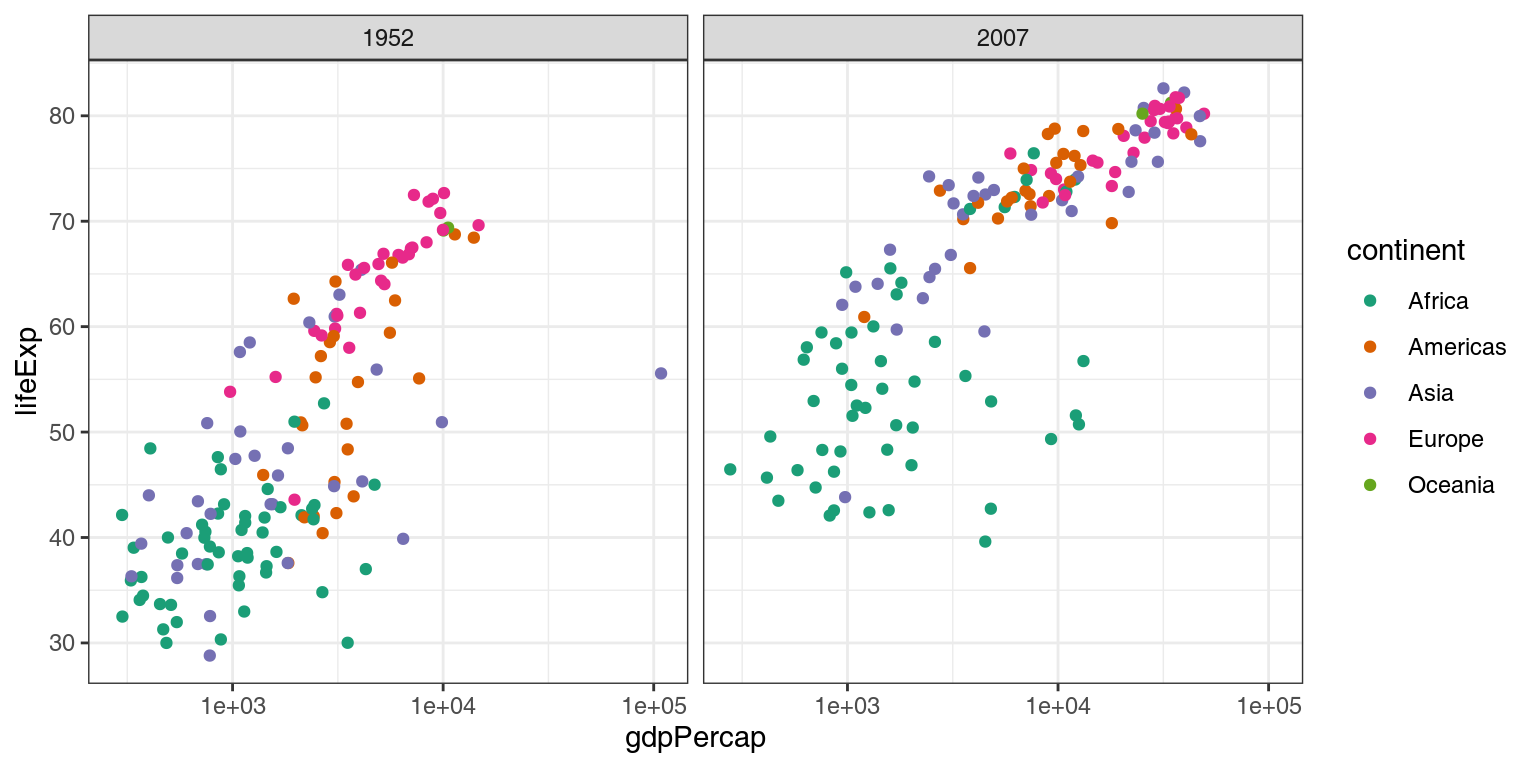 1952
2007
lifeExp
80
70
60
50
40
30
1e+03
1e+04
1e+05
1e+03
1e+04
1e+05
gdpPercap
continent
Africa
Americas
Asia
Europe
Oceania